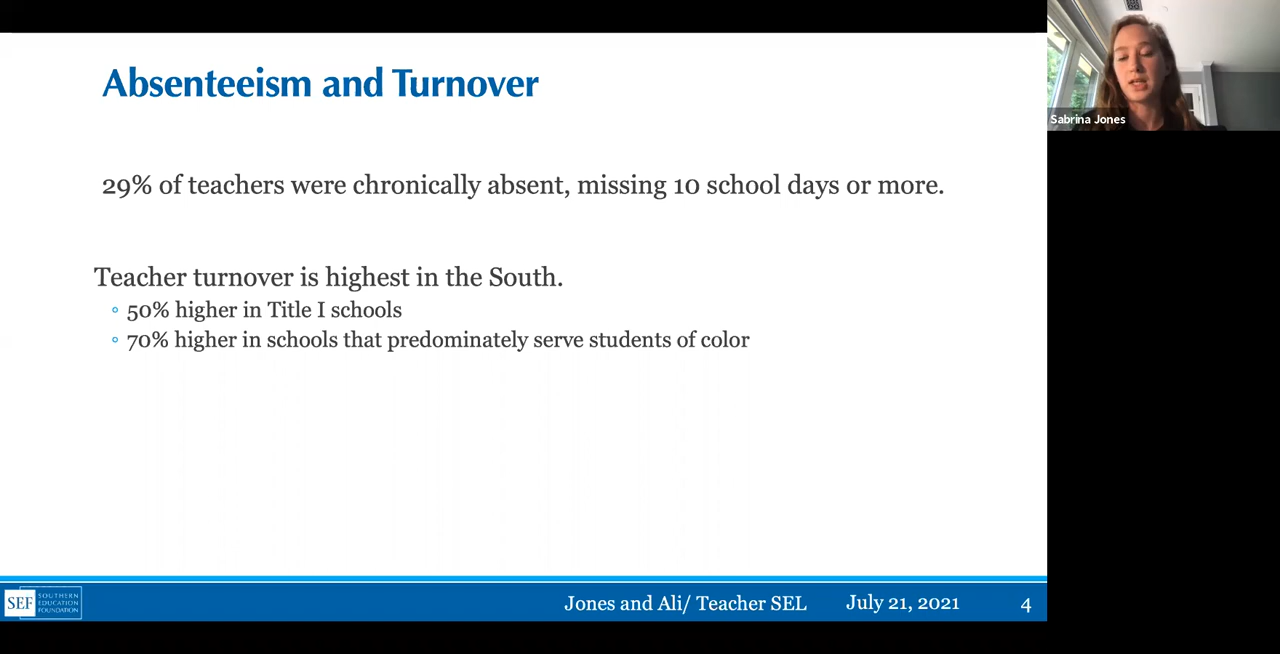 Absenteeism and Turnover
Sabrina Jones
29% of teachers were chronically absent, missing 10 school days or more.
Teacher turnover is highest in the South.
◦ 50% higher in Title I schools
◦ 70% higher in schools that predominately serve students of color
SEF
SOUTHERN
EDUCATION
FOUNDATION
Jones and Ali/ Teacher SEL July 21, 2021 4